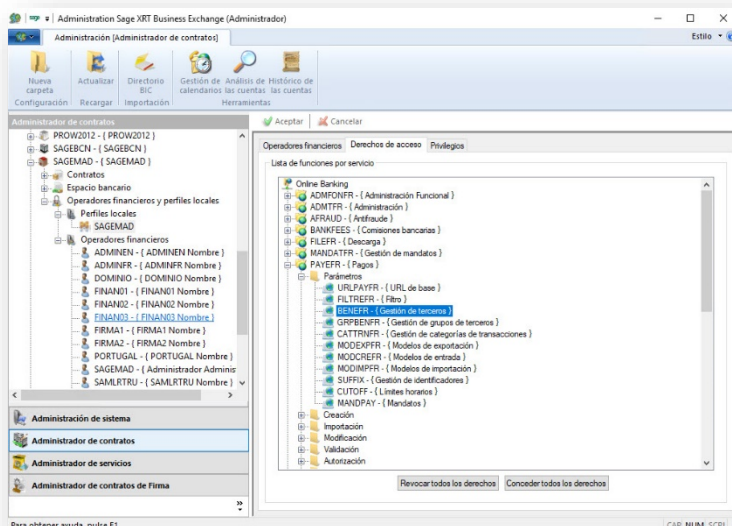 Administration Sage XRT Business Exchange (Administrador)
Administración [Administrador de contratos]
Estilo
Nueva carpeta
Actualizar
Directorio BIC
Gestión de calendarios
Análisis de las cuentas
Histórico de las cuentas
Configuración
Recargar
Importación
Herramientas
Administrador de contratos
PROW2012 - { PROW2012 }
SAGEBCN - { SAGEBCN }
SAGEMAD - { SAGEMAD }
Contratos
Espacio bancario
Operadores financieros y perfiles locales
Perfiles locales
SAGEMAD
Operadores financieros
ADMINEN - { ADMINEN Nombre }
ADMINFR - { ADMINFR Nombre }
DOMINIO - { DOMINIO Nombre }
FINAN01 - { FINAN01 Nombre }
FINAN02 - { FINAN02 Nombre }
FINAN03 - { FINAN03 Nombre }
FIRMA1 - { FIRMA1 Nombre }
FIRMA2 - { FIRMA2 Nombre }
PORTUGAL - { PORTUGAL Nombre }
SAGEMAD - { Administrador Adminis
SAMLRTRU - { SAMLRTRU Nombre }
Administración de sistema
Administrador de contratos
Administrador de servicios
Administrador de contratos de Firma
Aceptar
Cancelar
Operadores financieros
Derechos de acceso
Privilegios
Lista de funciones por servicio
Online Banking
ADMFONFR - { Administración Funcional }
ADMTFR - { Administración }
AFRAUD - { Antifraude }
BANKFEES - { Comisiones bancarias }
FILEFR - { Descarga }
MANDATFR - { Gestión de mandatos }
PAYEFR - { Pagos }
Parámetros
URLPAYFR - { URL de base }
FILTREFR - { Filtro }
BENEFR - { Gestión de terceros }
GRPBENFR - { Gestión de grupos de terceros }
CATTRNFR - { Gestión de categorías de transacciones }
MODEXPFR - { Modelos de exportación }
MODCREFR - { Modelos de entrada }
MODIMPFR - { Modelos de importación }
SUFFIX - { Gestión de identificadores }
CUTOFF - { Límites horarios }
MANDPAY - { Mandatos }
Creación
Importación
Modificación
Validación
Autorización
Revocar todos los derechos
Conceder todos los derechos
Para obtener ayuda, pulse F1
CAP NUM SCRL